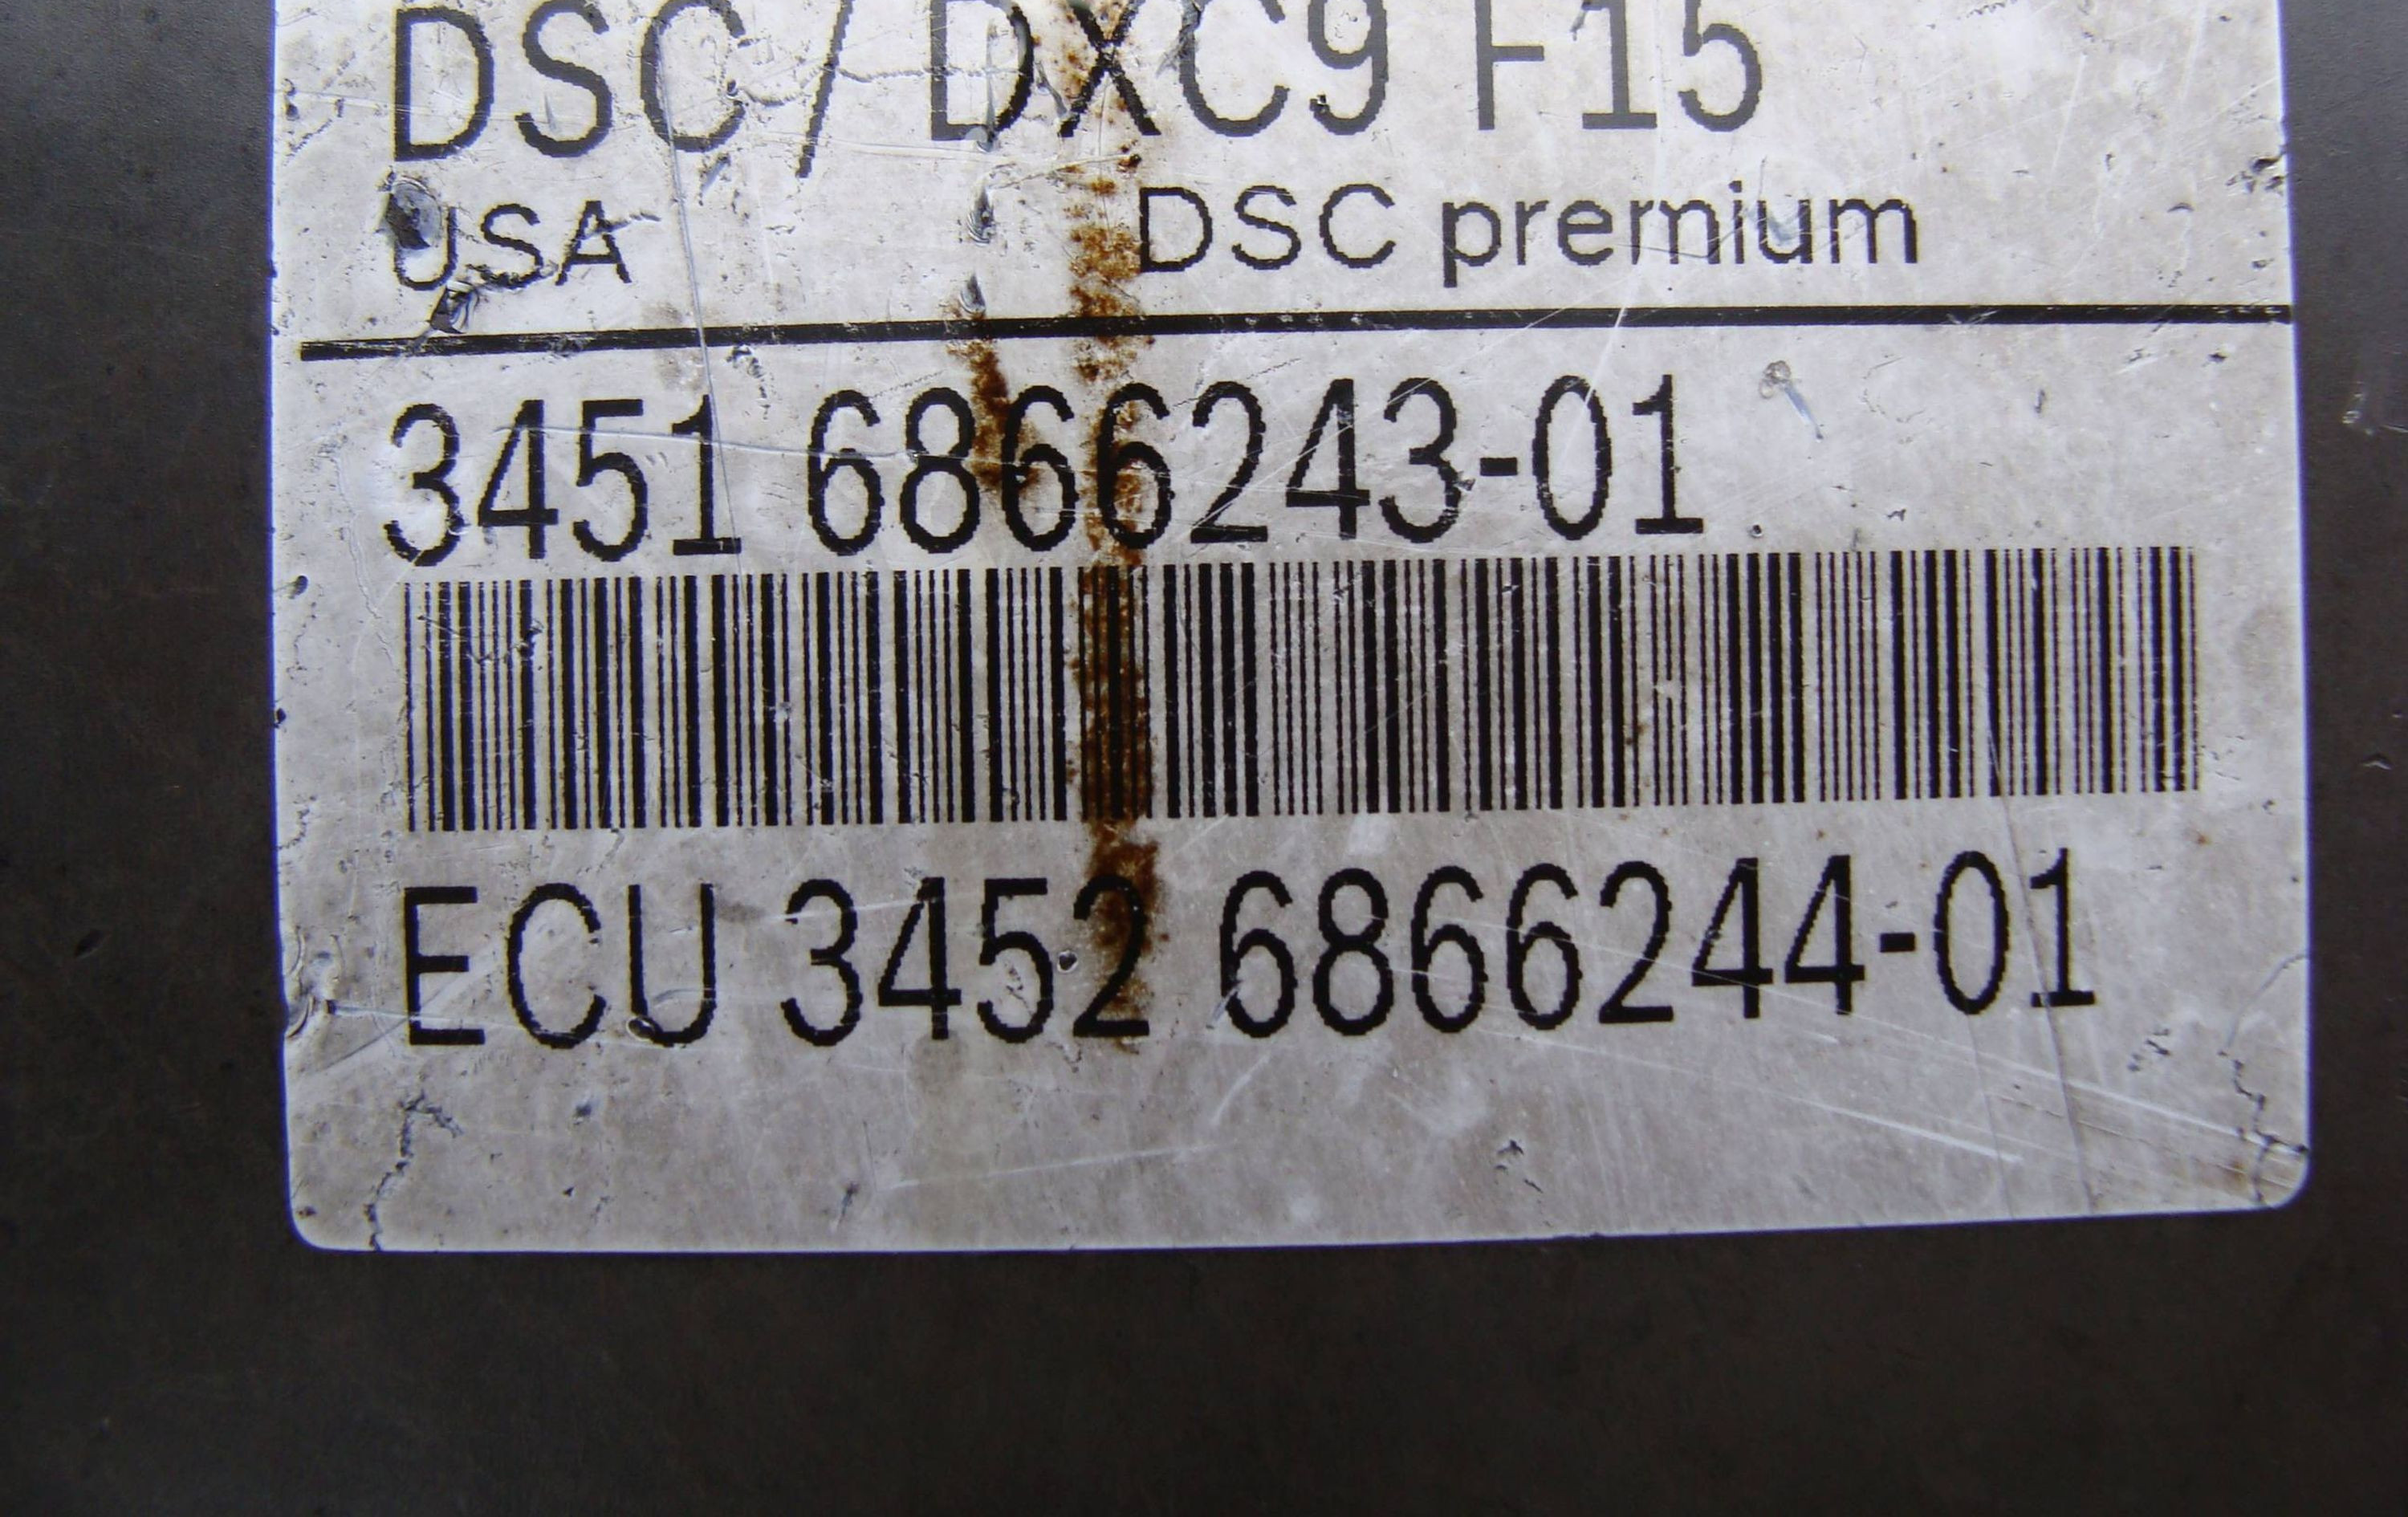 DSC / DXC9 F15
USA DSC premium
3451 6866243-01
ECU 3452 6866244-01